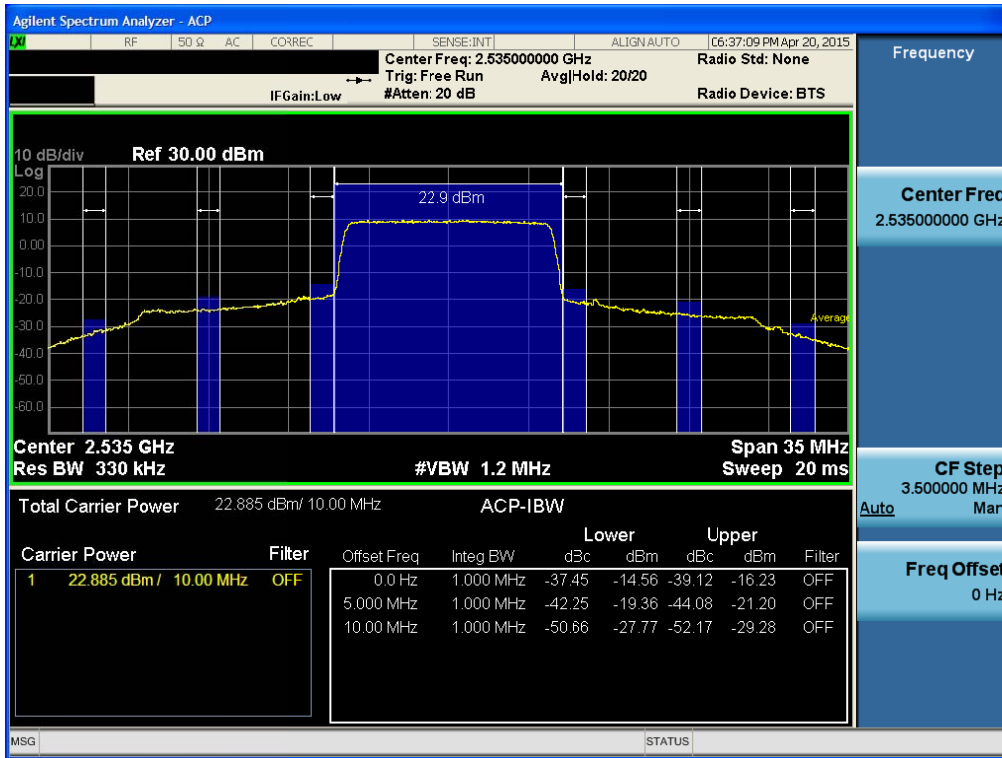 Agilent Spectrum Analyzer - ACP
LXI RF 50 Ω AC CORREC SENSE:INT ALIGN AUTO 06:37:09 PM Apr 20, 2015
Center Freq: 2.535000000 GHz Radio Std: None
Trig: Free Run Avg|Hold: 20/20
IFGain:Low #Atten: 20 dB Radio Device: BTS
Frequency
10 dB/div Ref 30.00 dBm
Log
20.0
10.0
0.00
-10.0
-20.0
-30.0
-40.0
-50.0
-60.0
22.9 dBm
Average
Center 2.535 GHz Span 35 MHz
Res BW 330 kHz #VBW 1.2 MHz Sweep 20 ms
Center Freq
2.535000000 GHz
CF Step
3.500000 MHz
Auto Man
Freq Offset
0 Hz
Total Carrier Power 22.885 dBm/ 10.00 MHz ACP-IBW
Lower Upper
Carrier Power Filter Offset Freq Integ BW dBc dBm dBc dBm Filter
1 22.885 dBm / 10.00 MHz OFF 0.0 Hz 1.000 MHz -37.45 -14.56 -39.12 -16.23 OFF
5.000 MHz 1.000 MHz -42.25 -19.36 -44.08 -21.20 OFF
10.00 MHz 1.000 MHz -50.66 -27.77 -52.17 -29.28 OFF
MSG STATUS